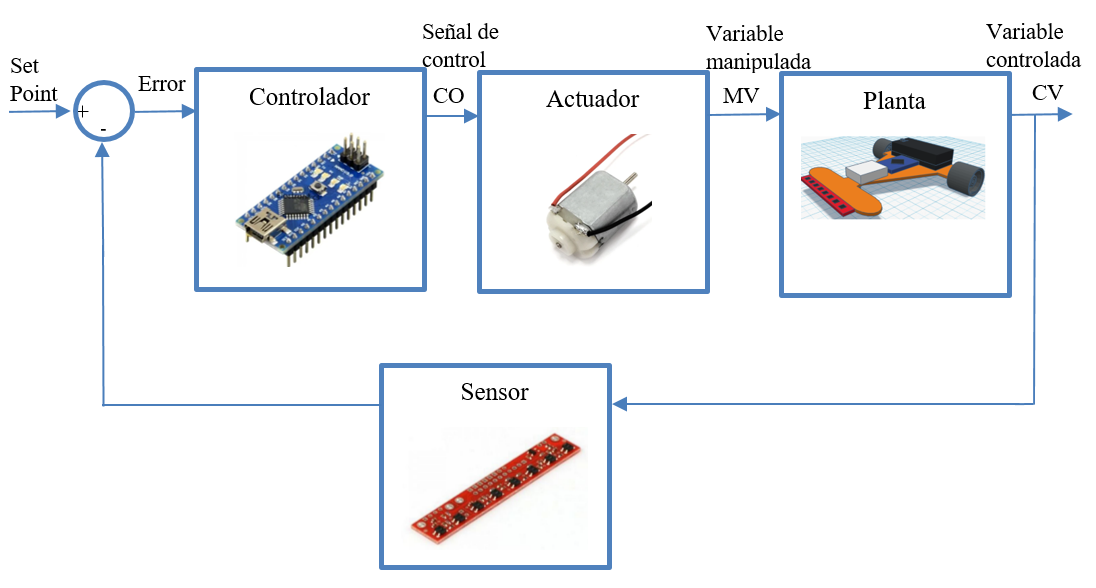 Set
Point
+
-
Error
Controlador
Señal de
control
CO
Actuador
Variable
manipulada
MV
Planta
Variable
controlada
CV
Sensor